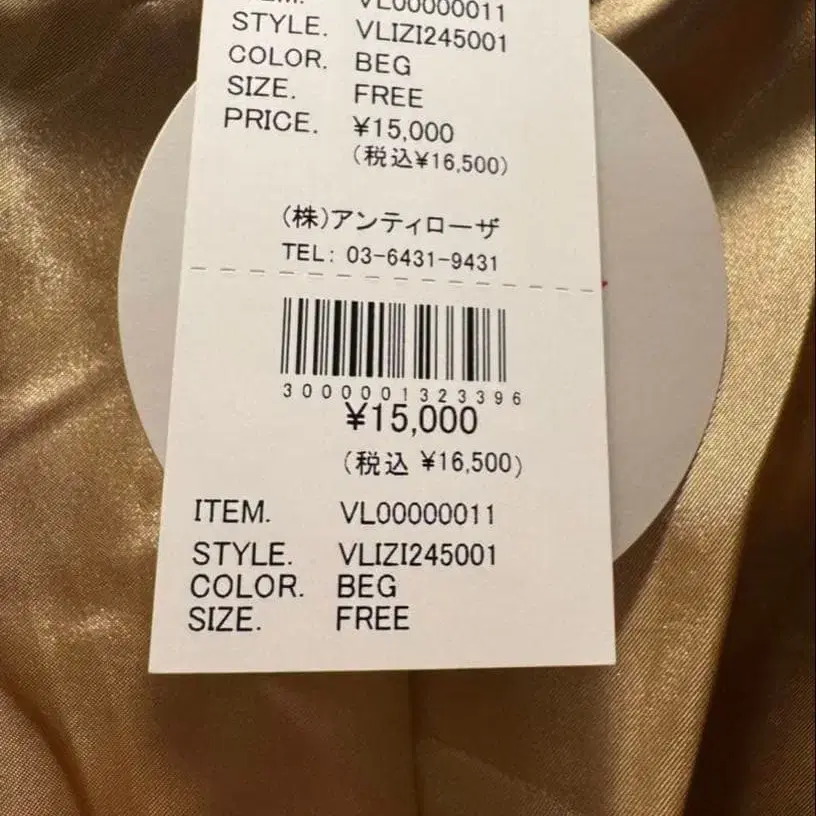 ITEM. VL00000011
STYLE. VLIZI245001
COLOR. BEG
SIZE. FREE
PRICE. ¥15,000
(税込¥16,500)
(株)アンティローザ
TEL: 03-6431-9431
3000001323396
¥15,000
(税込 ¥16,500)
ITEM. VL00000011
STYLE. VLIZI245001
COLOR. BEG
SIZE. FREE